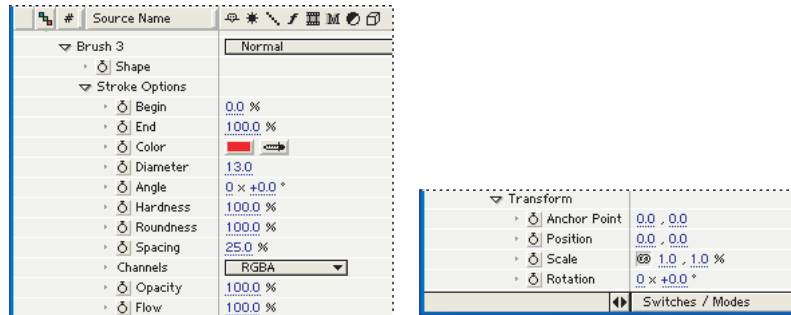 # Source Name
Brush 3 Normal
Shape
Stroke Options
Begin 0.0 %
End 100.0 %
Color
Diameter 13.0
Angle 0 × +0.0 °
Hardness 100.0 %
Roundness 100.0 %
Spacing 25.0 %
Channels RGBA
Opacity 100.0 %
Flow 100.0 %
Transform
Anchor Point 0.0 , 0.0
Position 0.0 , 0.0
Scale 1.0 , 1.0 %
Rotation 0 × +0.0 °
Switches / Modes